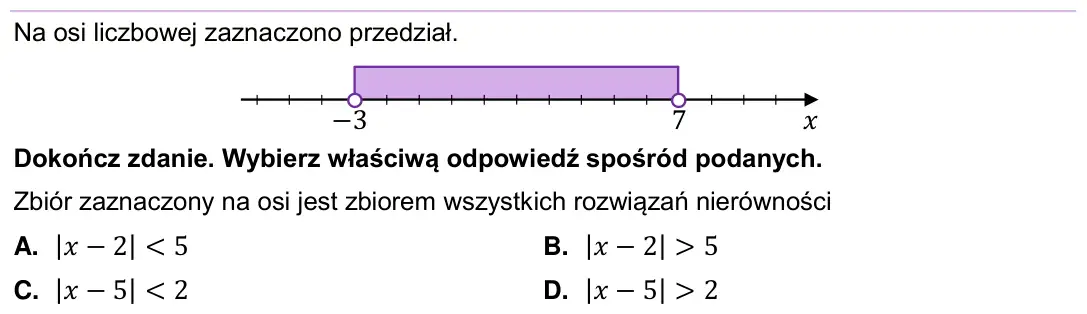 Na osi liczbowej zaznaczono przedział.
−3 7 x
Dokończ zdanie. Wybierz właściwą odpowiedź spośród podanych.
Zbiór zaznaczony na osi jest zbiorem wszystkich rozwiązań nierówności
A. |x − 2| < 5 B. |x − 2| > 5
C. |x − 5| < 2 D. |x − 5| > 2